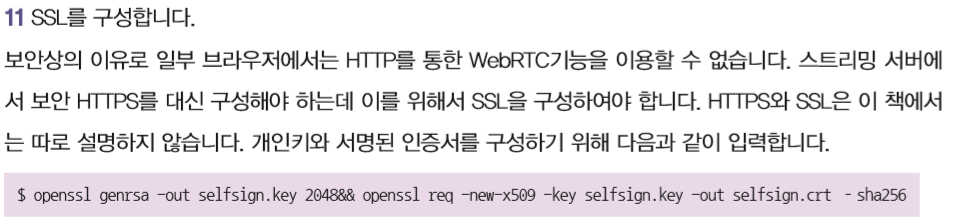 11 SSL를 구성합니다.
보안상의 이유로 일부 브라우저에서는 HTTP를 통한 WebRTC기능을 이용할 수 없습니다. 스트리밍 서버에
서 보안 HTTPS를 대신 구성해야 하는데 이를 위해서 SSL을 구성하여야 합니다. HTTPS와 SSL은 이 책에서
는 따로 설명하지 않습니다. 개인키와 서명된 인증서를 구성하기 위해 다음과 같이 입력합니다.
$ openssl genrsa -out selfsign.key 2048&& openssl req -new-x509 -key selfsign.key -out selfsign.crt - sha256